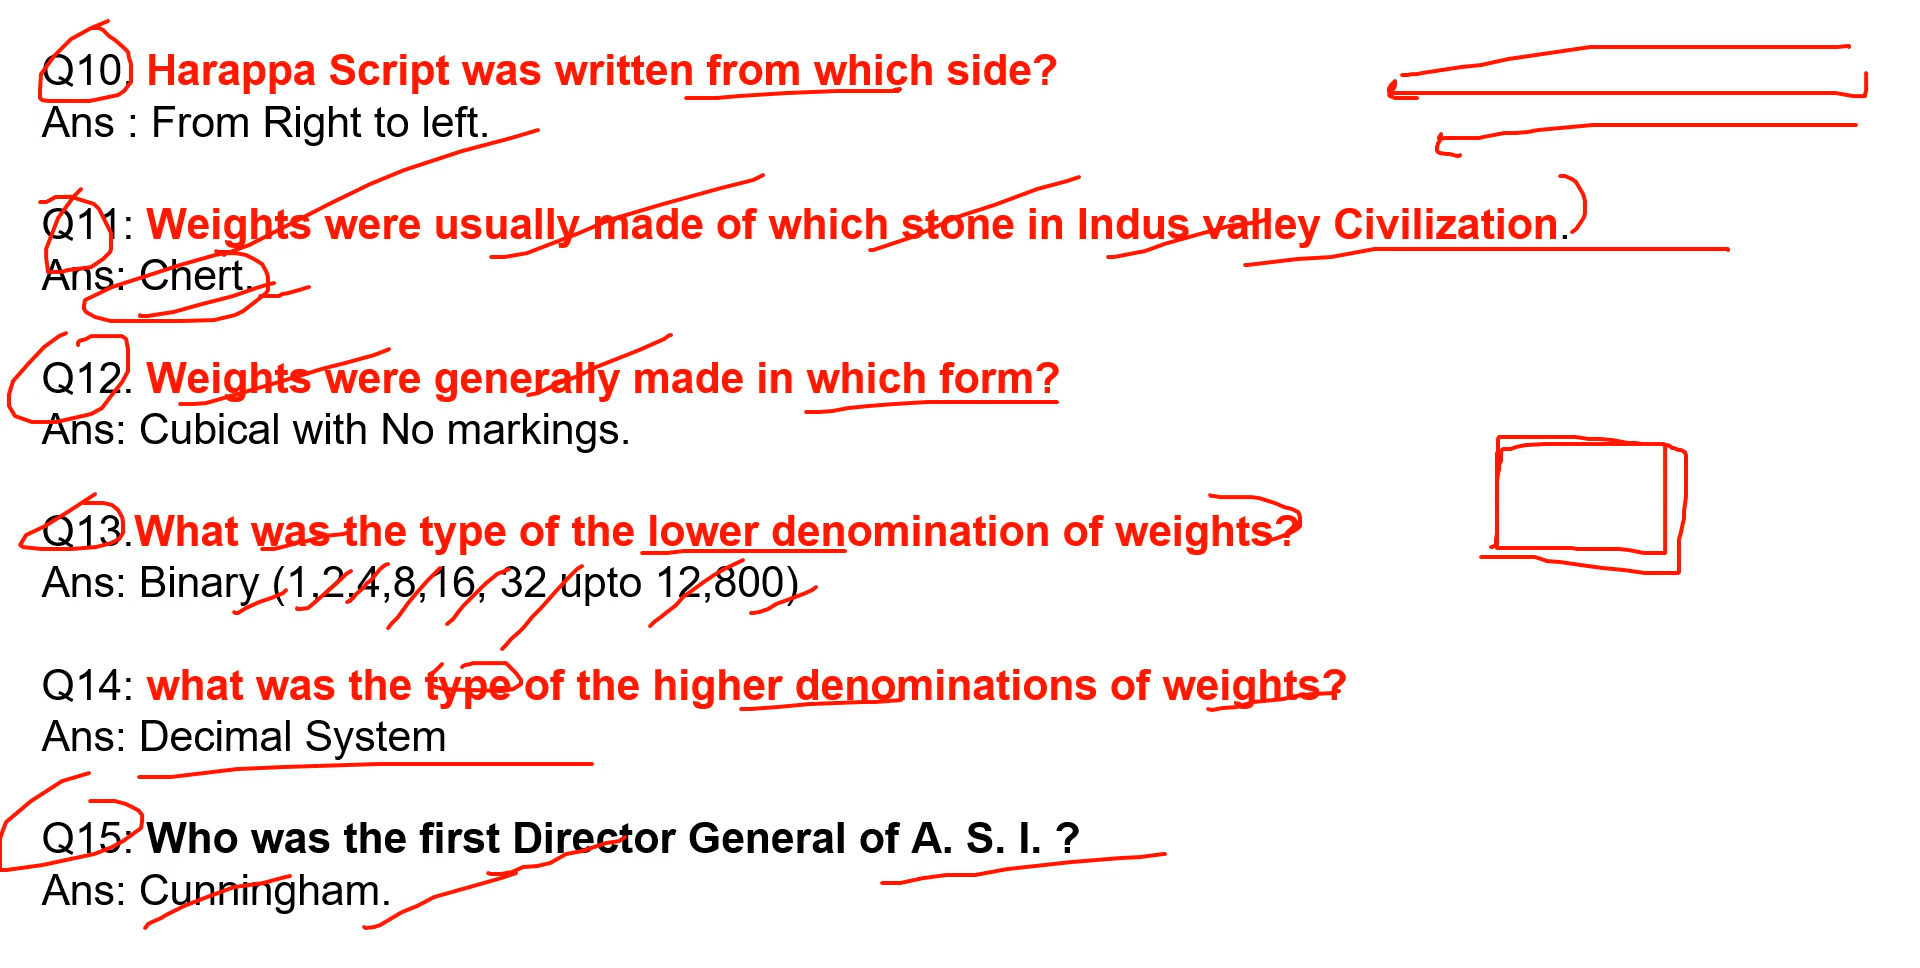 Q10. Harappa Script was written from which side?
Ans : From Right to left.
Q11: Weights were usually made of which stone in Indus valley Civilization.
Ans: Chert.
Q12. Weights were generally made in which form?
Ans: Cubical with No markings.
Q13.What was the type of the lower denomination of weights?
Ans: Binary (1,2,4,8,16, 32 upto 12,800)
Q14: what was the type of the higher denominations of weights?
Ans: Decimal System
Q15: Who was the first Director General of A. S. I. ?
Ans: Cunningham.